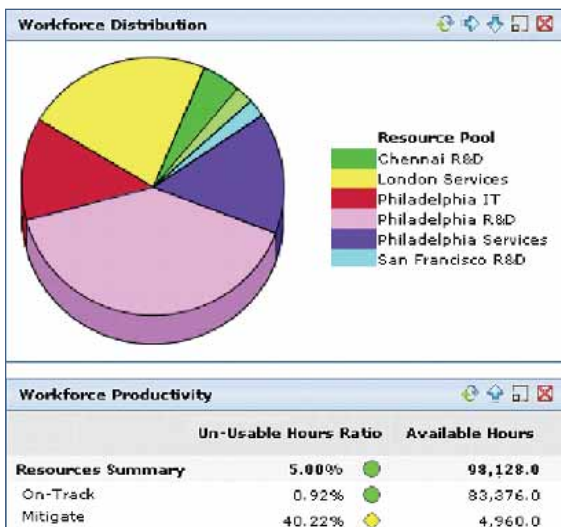 Workforce Distribution
Resource Pool
Chennai R&D
London Services
Philadelphia IT
Philadelphia R&D
Philadelphia Services
San Francisco R&D
Workforce Productivity
Un-Usable Hours Ratio Available Hours
Resources Summary 5.00% 98,128.0
On-Track 0.92% 83,376.0
Mitigate 40.22% 4,960.0